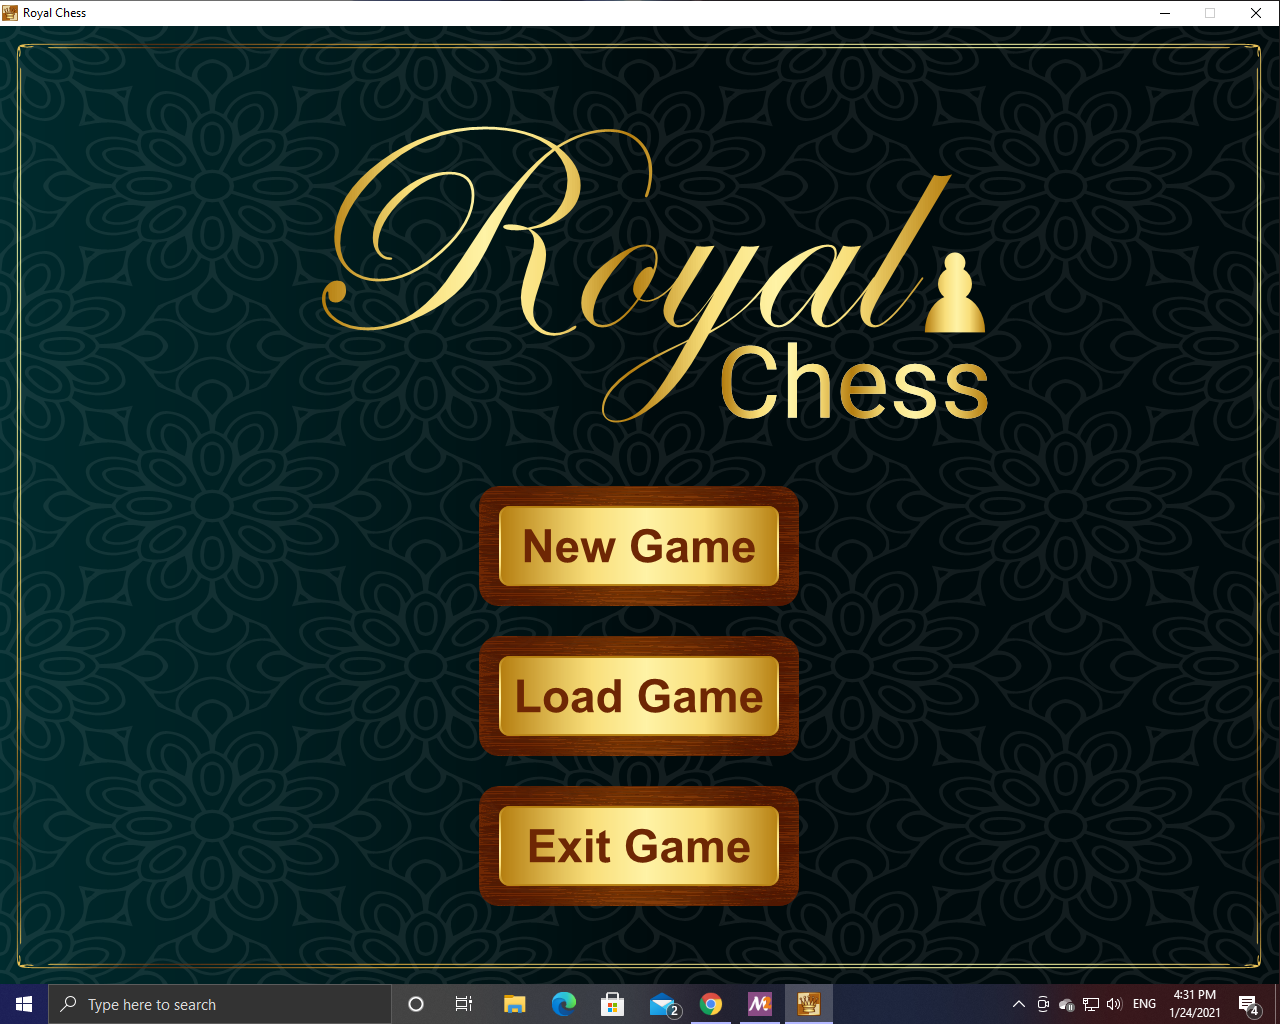 Royal Chess
Royal
Chess
New Game
Load Game
Exit Game
Type here to search
2
ENG
4:31 PM
1/24/2021
4